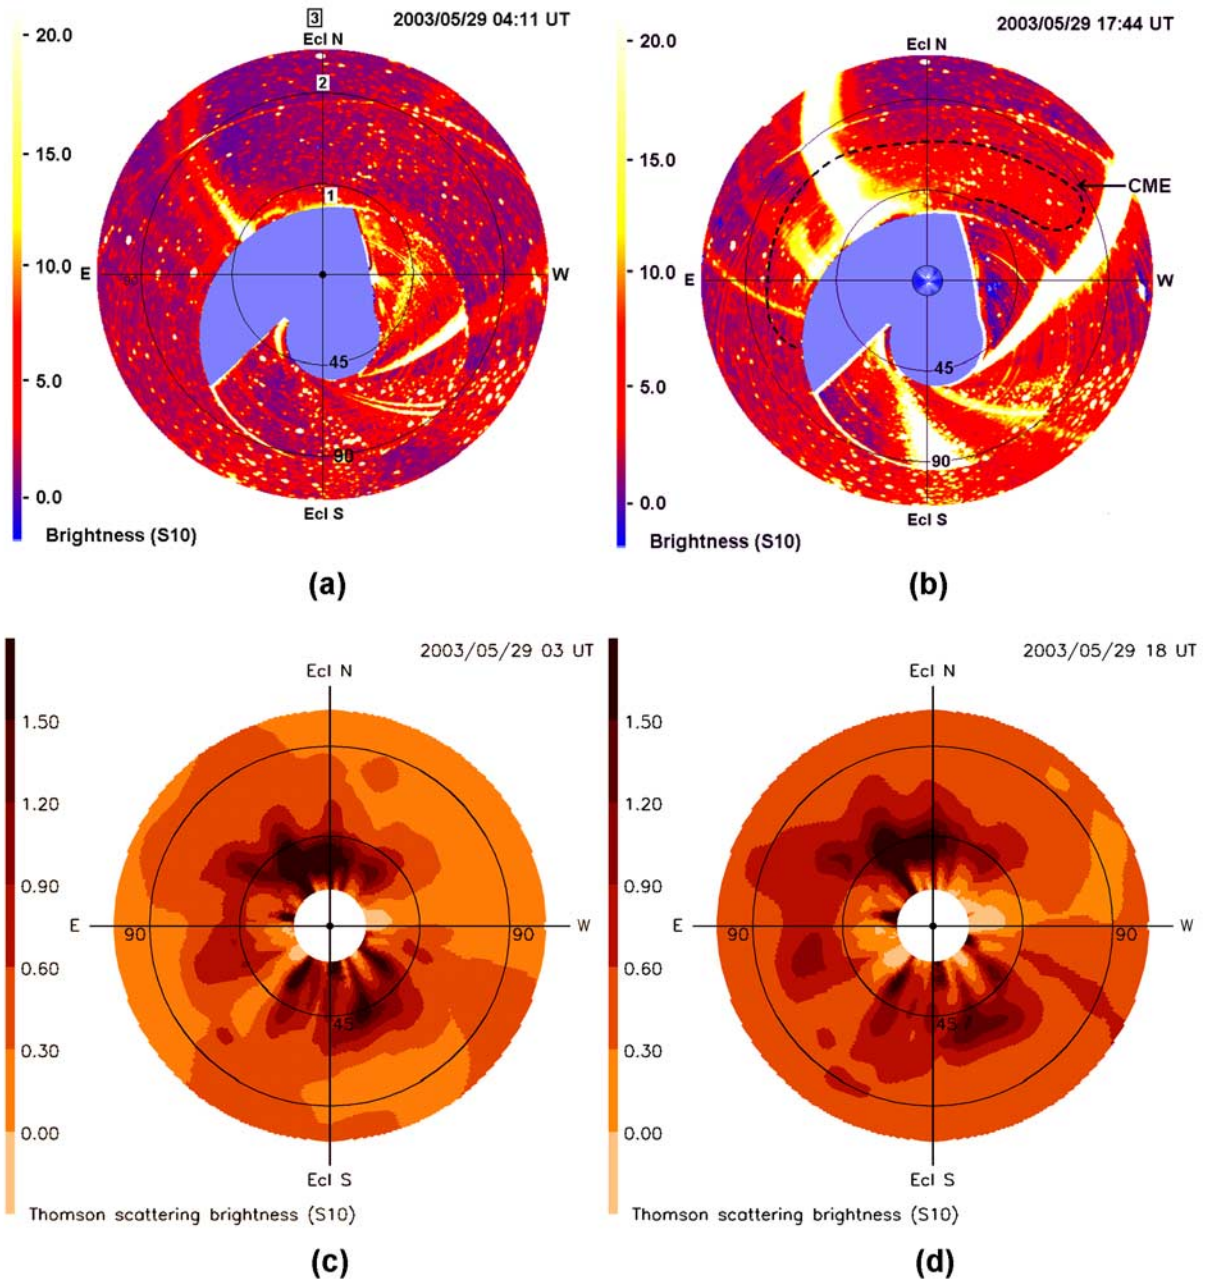 3
2003/05/29 04:11 UT
Ecl N
20.0
2
15.0
1
10.0
E
W
90
5.0
45
90
0.0
Ecl S
Brightness (S10)
(a)
2003/05/29 17:44 UT
Ecl N
20.0
15.0
CME
10.0
E
W
5.0
45
90
0.0
Ecl S
Brightness (S10)
(b)
2003/05/29 03 UT
Ecl N
1.50
1.20
0.90
E
W
90
90
0.60
45
0.30
0.00
Ecl S
Thomson scattering brightness (S10)
(c)
2003/05/29 18 UT
Ecl N
1.50
1.20
0.90
E
W
90
90
0.60
45
0.30
0.00
Ecl S
Thomson scattering brightness (S10)
(d)